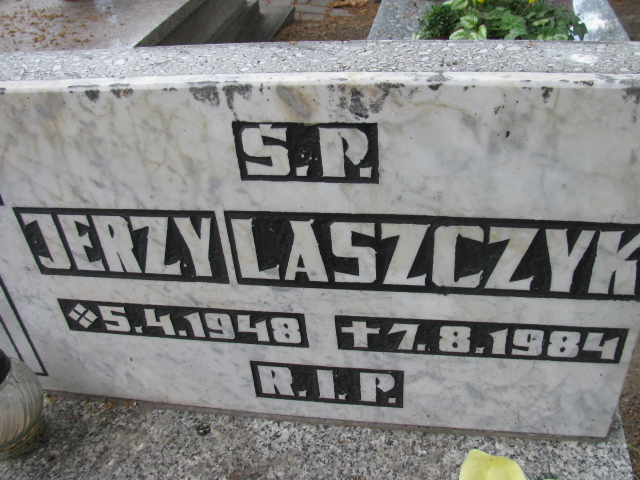 Ś.P.
JERZY LASZCZYK
5.4.1948 † 7.8.1984
R.I.P.